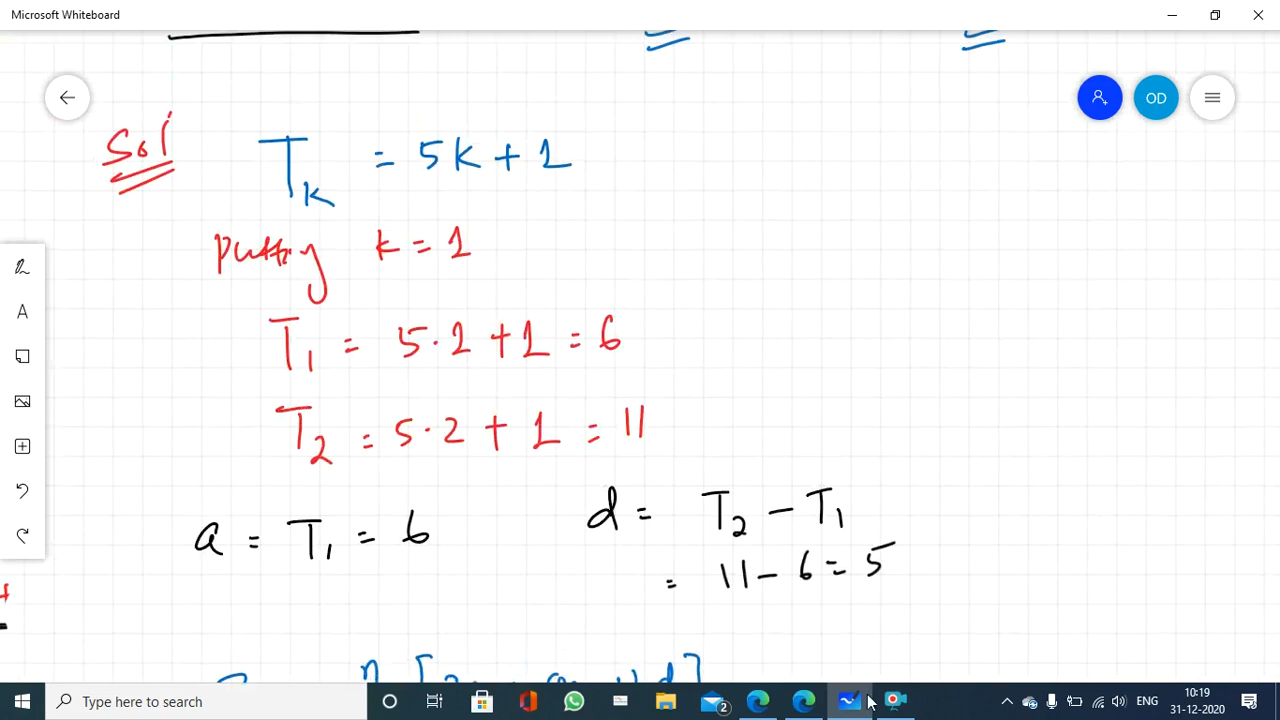 Microsoft Whiteboard
OD
Sol
T_k = 5k + 1
Putting k = 1
T_1 = 5·1 + 1 = 6
T_2 = 5·2 + 1 = 11
a = T_1 = 6
d = T_2 - T_1
= 11 - 6 = 5
A
Type here to search
2
ENG
10:19
31-12-2020